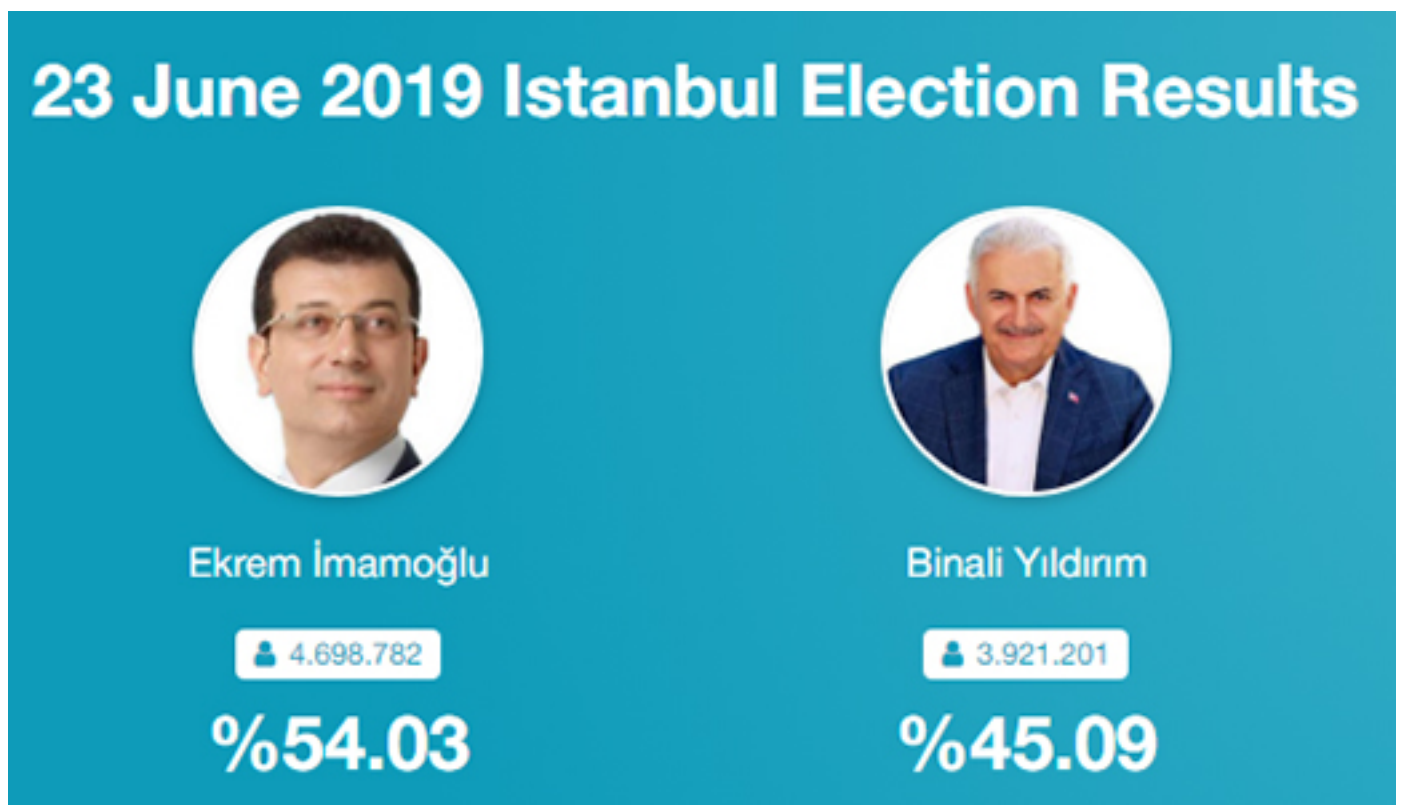 23 June 2019 Istanbul Election Results
Ekrem İmamoğlu
4.698.782
%54.03
Binali Yıldırım
3.921.201
%45.09